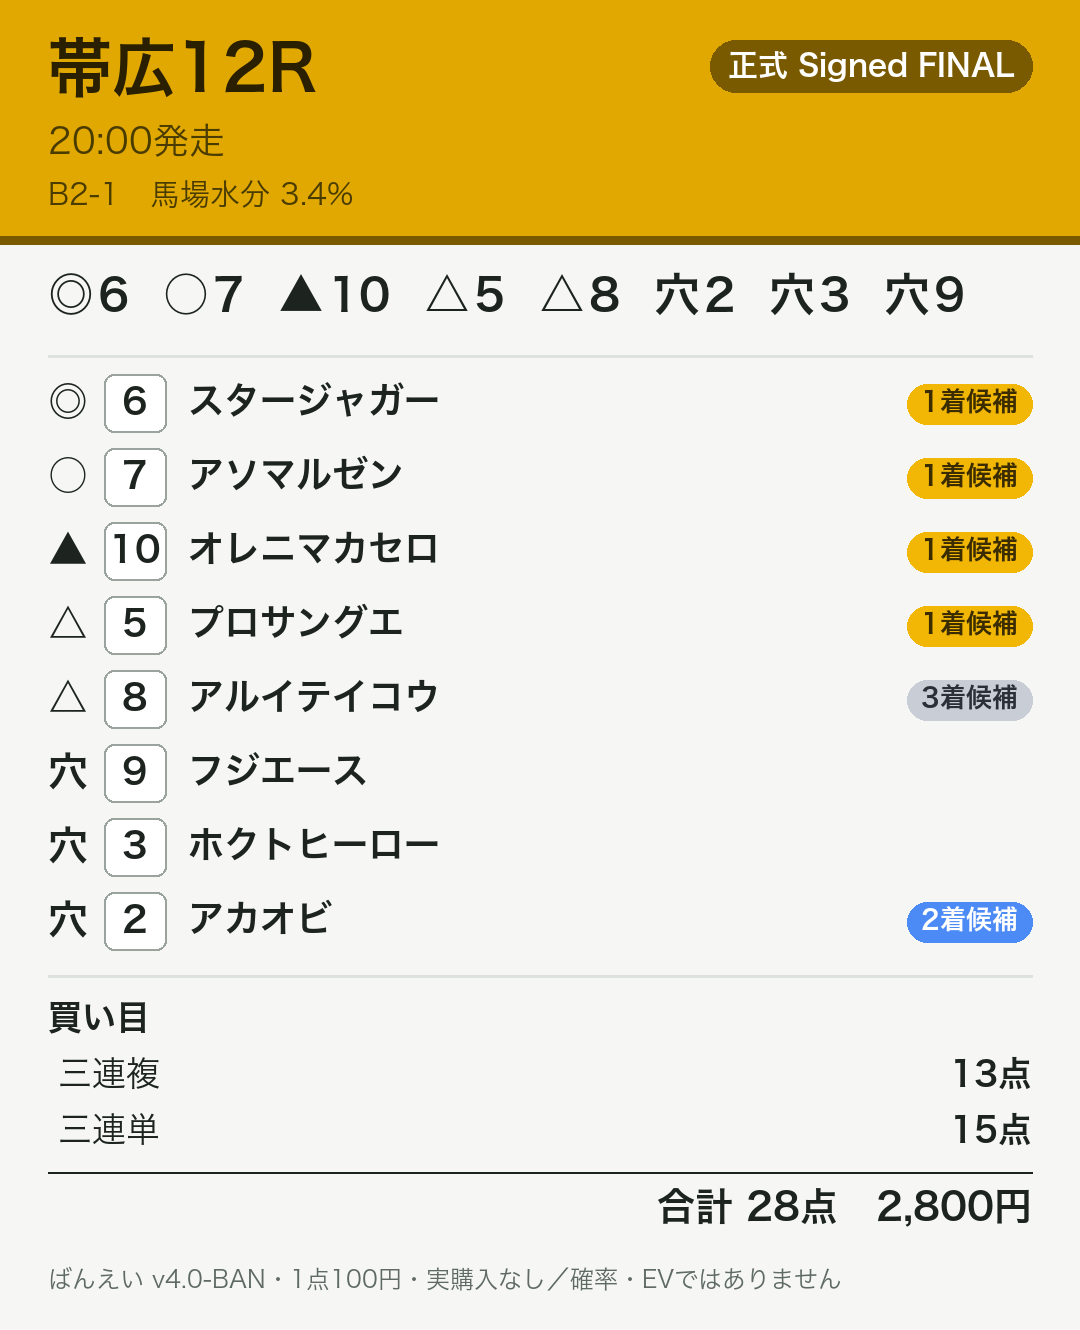 帯広12R
正式 Signed FINAL
20:00発走
B2-1　馬場水分 3.4%
◎6 ○7 ▲10 △5 △8 穴2 穴3 穴9
◎ 6 スタージャガー 1着候補
○ 7 アソマルゼン 1着候補
▲ 10 オレニマカセロ 1着候補
△ 5 プロサングエ 1着候補
△ 8 アルイテイコウ 3着候補
穴 9 フジエース
穴 3 ホクトヒーロー
穴 2 アカオビ 2着候補
買い目
三連複 13点
三連単 15点
合計 28点　2,800円
ばんえい v4.0-BAN・1点100円・実購入なし／確率・EVではありません